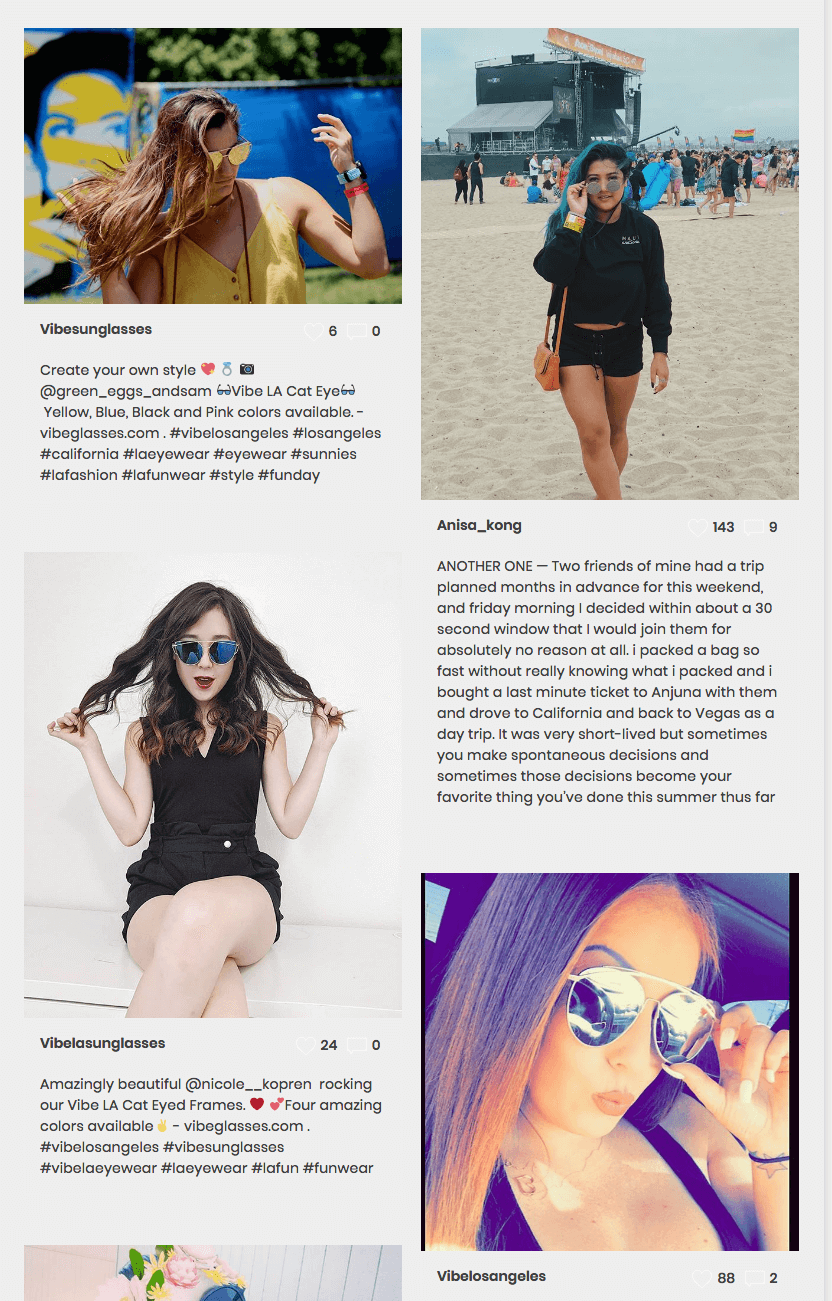 Vibesunglasses
6 0
Create your own style ❤️ 💍 📷
@green_eggs_andsam 👓Vibe LA Cat Eye👓
Yellow, Blue, Black and Pink colors available. -
vibeglasses.com . #vibelosangeles #losangeles
#california #laeyewear #eyewear #sunnies
#lafashion #lafunwear #style #funday
Anisa_kong
143 9
ANOTHER ONE — Two friends of mine had a trip
planned months in advance for this weekend,
and friday morning I decided within about a 30
second window that I would join them for
absolutely no reason at all. i packed a bag so
fast without really knowing what i packed and i
bought a last minute ticket to Anjuna with them
and drove to California and back to Vegas as a
day trip. It was very short-lived but sometimes
you make spontaneous decisions and
sometimes those decisions become your
favorite thing you've done this summer thus far
Vibelasunglasses
24 0
Amazingly beautiful @nicole__kopren rocking
our Vibe LA Cat Eyed Frames. ❤️ 💕Four amazing
colors available✌️ - vibeglasses.com .
#vibelosangeles #vibesunglasses
#vibelaeyewear #laeyewear #lafun #funwear
Vibelosangeles
88 2